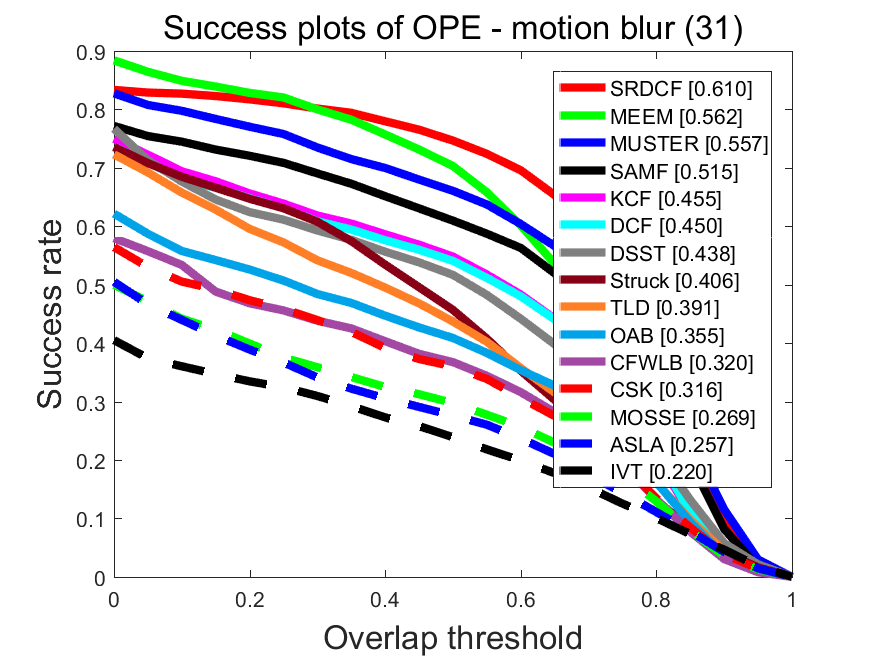 Success plots of OPE - motion blur (31)
0.9
0.8
0.7
0.6
0.5
0.4
0.3
0.2
0.1
0
Success rate
SRDCF [0.610]
MEEM [0.562]
MUSTER [0.557]
SAMF [0.515]
KCF [0.455]
DCF [0.450]
DSST [0.438]
Struck [0.406]
TLD [0.391]
OAB [0.355]
CFWLB [0.320]
CSK [0.316]
MOSSE [0.269]
ASLA [0.257]
IVT [0.220]
0 0.2 0.4 0.6 0.8 1
Overlap threshold